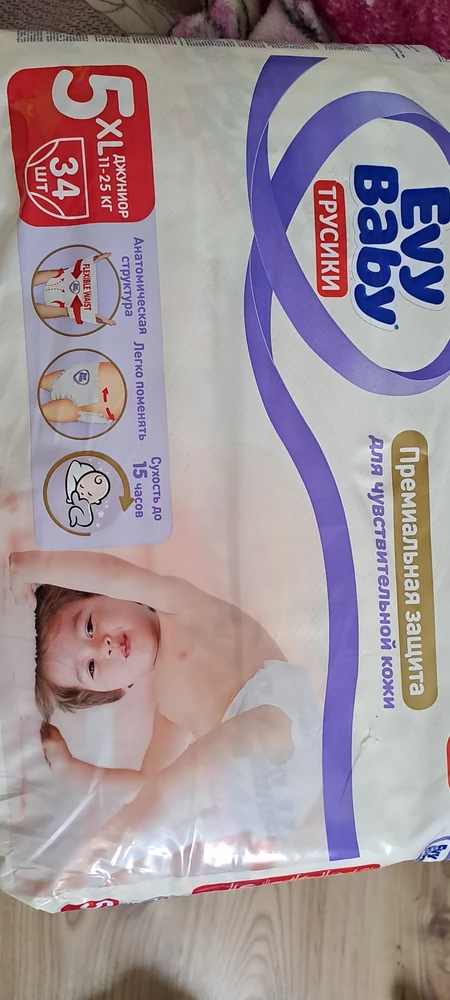 Evy
Baby
ТРУСИКИ
Премиальная защита
для чувствительной кожи
5
XL
ДЖУНИОР
11-25 КГ
34
ШТ
Анатомическая
структура
FLEXIBLE WAIST
Легко поменять
Сухость до
15 часов